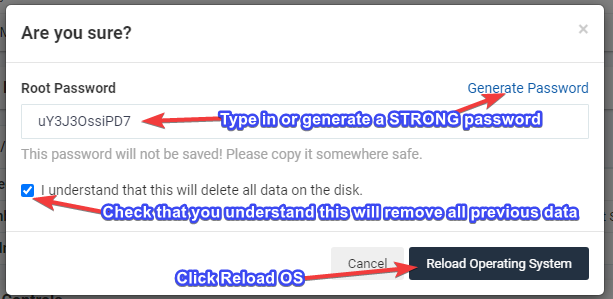 Are you sure?
×
Root Password
Generate Password
uY3J3OssiPD7
Type in or generate a STRONG password
This password will not be saved! Please copy it somewhere safe.
I understand that this will delete all data on the disk.
Check that you understand this will remove all previous data
Cancel
Reload Operating System
Click Reload OS